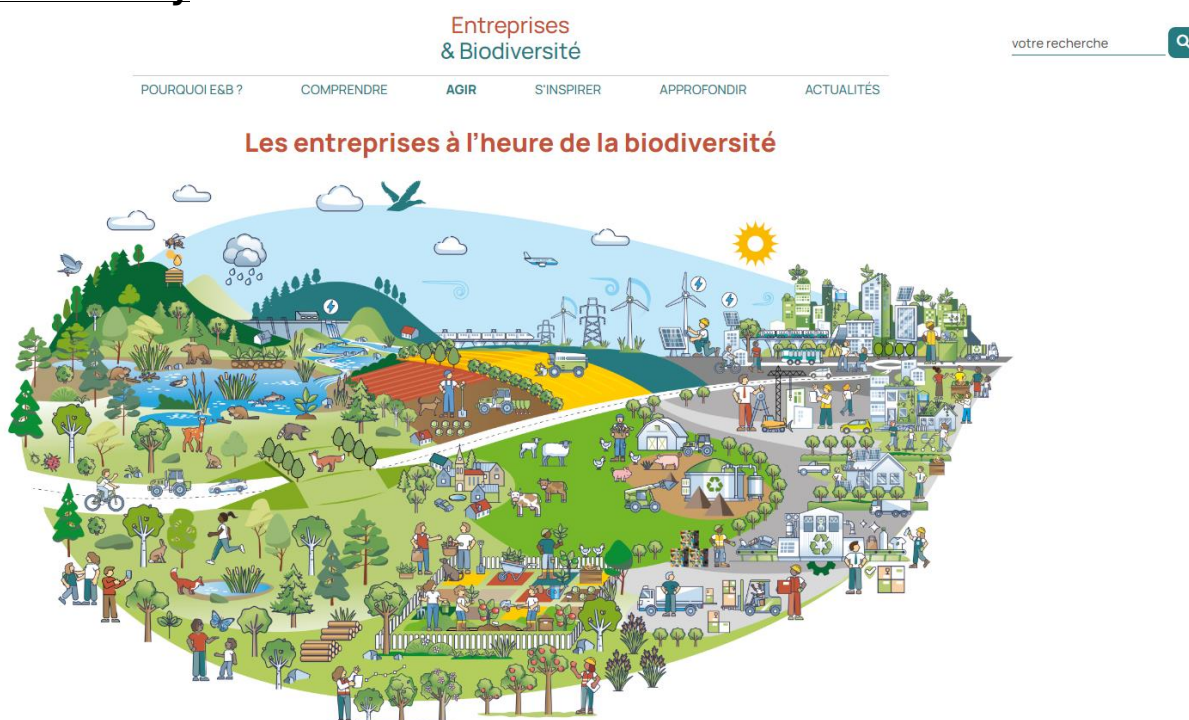 Entreprises
& Biodiversité
votre recherche
POURQUOI E&B ? COMPRENDRE AGIR S'INSPIRER APPROFONDIR ACTUALITÉS
Les entreprises à l'heure de la biodiversité